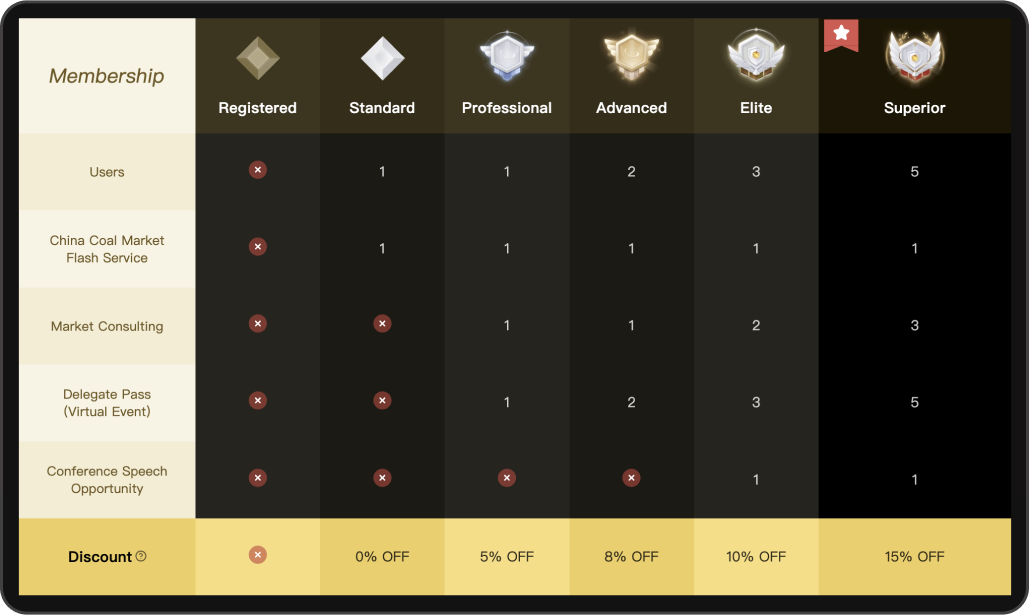 Membership
Registered
Standard
Professional
Advanced
Elite
Superior
Users
1
1
2
3
5
China Coal Market
Flash Service
1
1
1
1
1
Market Consulting
1
1
2
3
Delegate Pass
(Virtual Event)
1
2
3
5
Conference Speech
Opportunity
1
1
Discount ?
0% OFF
5% OFF
8% OFF
10% OFF
15% OFF